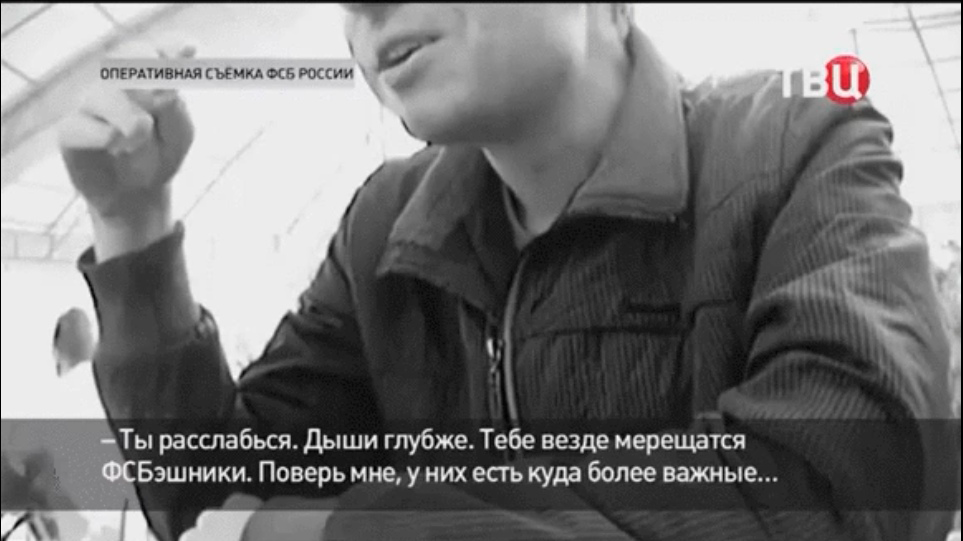 ОПЕРАТИВНАЯ СЪЁМКА ФСБ РОССИИ
ТВЦ
– Ты расслабься. Дыши глубже. Тебе везде мерещатся
ФСБэшники. Поверь мне, у них есть куда более важные...